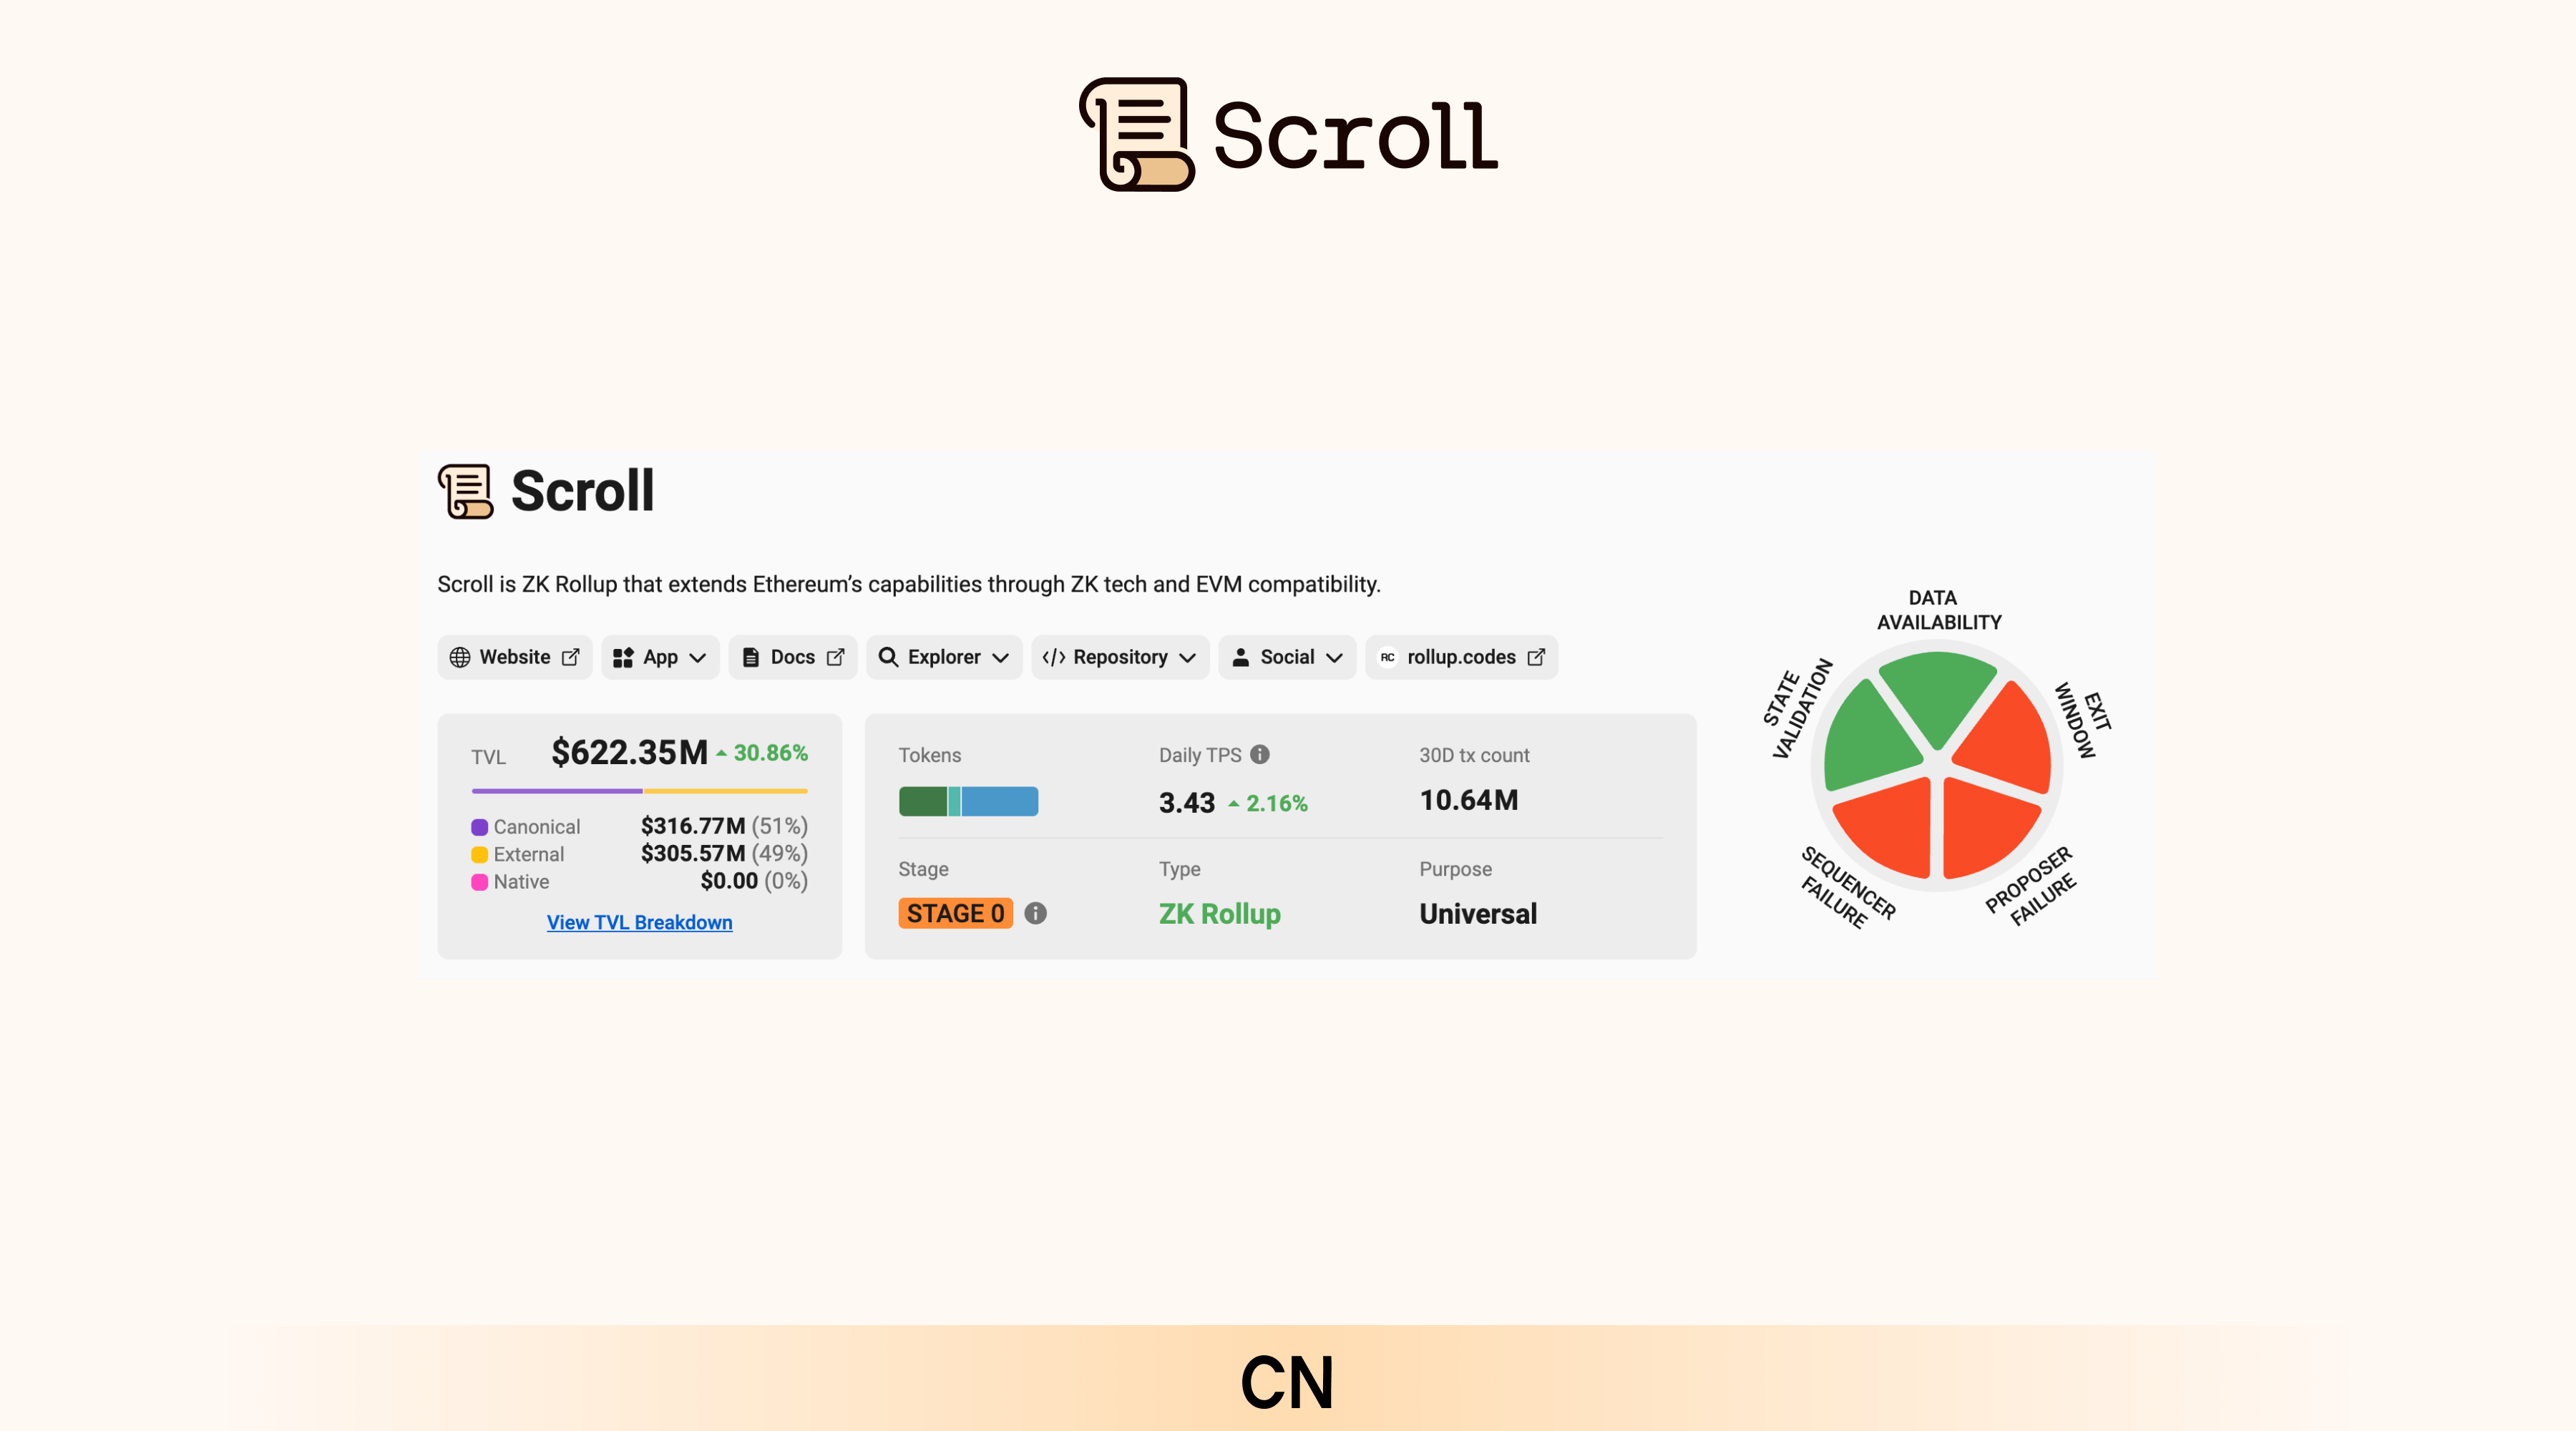 Scroll
Scroll
Scroll is ZK Rollup that extends Ethereum’s capabilities through ZK tech and EVM compatibility.
Website App Docs Explorer </> Repository Social RC rollup.codes
TVL $622.35M 30.86%
Canonical $316.77M (51%)
External $305.57M (49%)
Native $0.00 (0%)
View TVL Breakdown
Tokens Daily TPS 30D tx count
3.43 2.16% 10.64M
Stage Type Purpose
STAGE 0 ZK Rollup Universal
DATA
AVAILABILITY
STATE
VALIDATION
EXIT
WINDOW
SEQUENCER
FAILURE
PROPOSER
FAILURE
CN